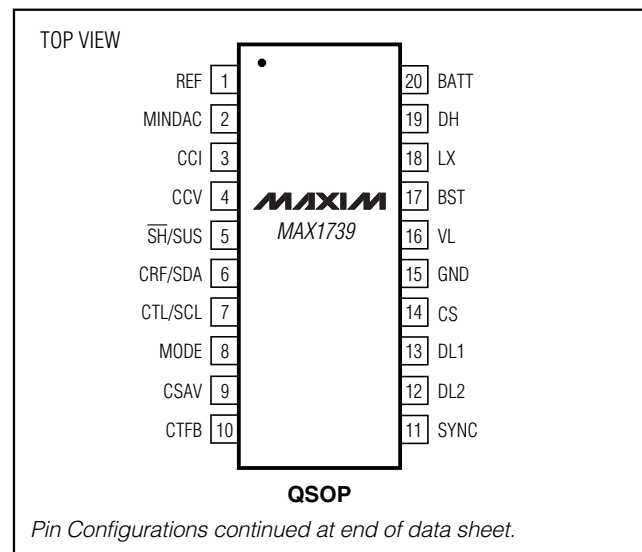 TOP VIEW
REF 1
MINDAC 2
CCI 3
CCV 4
S̅H̅/SUS 5
CRF/SDA 6
CTL/SCL 7
MODE 8
CSAV 9
CTFB 10
MAXIM
MAX1739
20 BATT
19 DH
18 LX
17 BST
16 VL
15 GND
14 CS
13 DL1
12 DL2
11 SYNC
QSOP
Pin Configurations continued at end of data sheet.